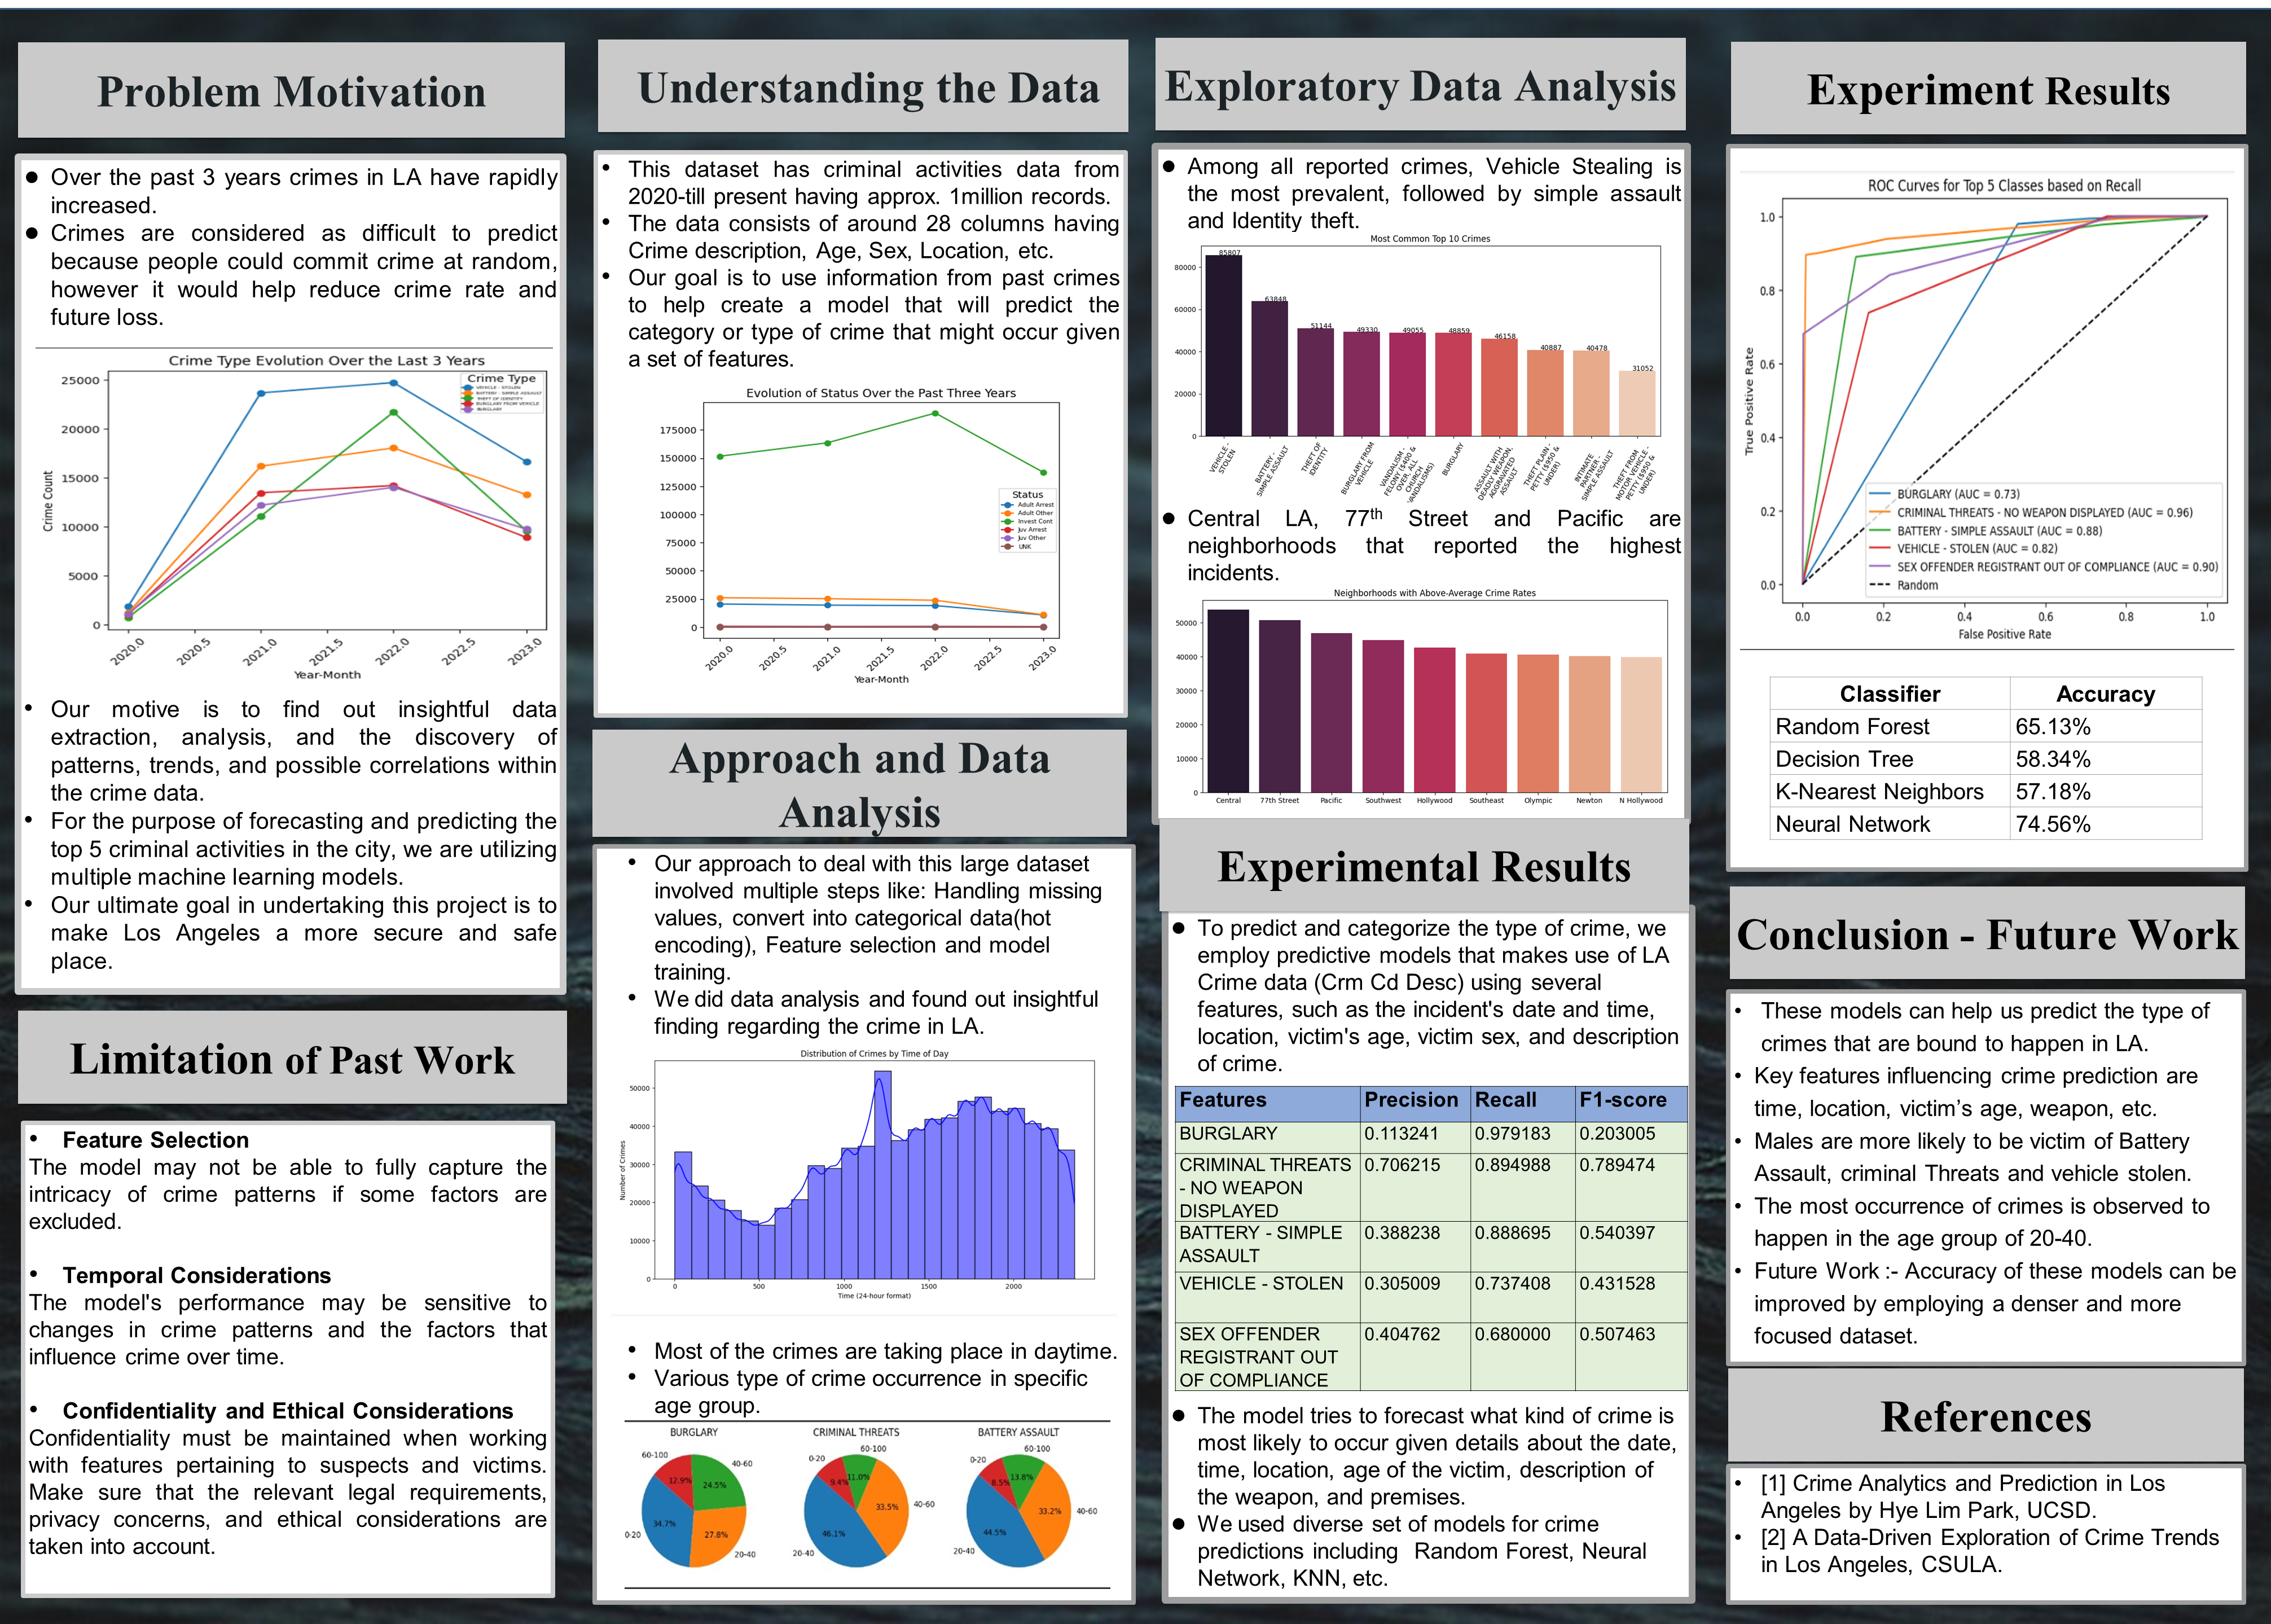 Problem Motivation
● Over the past 3 years crimes in LA have rapidly
increased.
● Crimes are considered as difficult to predict
because people could commit crime at random,
however it would help reduce crime rate and
future loss.
Crime Type Evolution Over the Last 3 Years
Crime Type
VEHICLE - STOLEN
BATTERY - SIMPLE ASSAULT
THEFT OF IDENTITY
BURGLARY FROM VEHICLE
BURGLARY
25000
20000
15000
10000
5000
0
Crime Count
2020.0
2020.5
2021.0
2021.5
2022.0
2022.5
2023.0
Year-Month
• Our motive is to find out insightful data
extraction, analysis, and the discovery of
patterns, trends, and possible correlations within
the crime data.
• For the purpose of forecasting and predicting the
top 5 criminal activities in the city, we are utilizing
multiple machine learning models.
• Our ultimate goal in undertaking this project is to
make Los Angeles a more secure and safe
place.
Limitation of Past Work
• Feature Selection
The model may not be able to fully capture the
intricacy of crime patterns if some factors are
excluded.
• Temporal Considerations
The model's performance may be sensitive to
changes in crime patterns and the factors that
influence crime over time.
• Confidentiality and Ethical Considerations
Confidentiality must be maintained when working
with features pertaining to suspects and victims.
Make sure that the relevant legal requirements,
privacy concerns, and ethical considerations are
taken into account.
Understanding the Data
• This dataset has criminal activities data from
2020-till present having approx. 1million records.
• The data consists of around 28 columns having
Crime description, Age, Sex, Location, etc.
• Our goal is to use information from past crimes
to help create a model that will predict the
category or type of crime that might occur given
a set of features.
Evolution of Status Over the Past Three Years
175000
150000
125000
100000
75000
50000
25000
0
Status
Adult Arrest
Adult Other
Invest Cont
Juv Arrest
Juv Other
UNK
2020.0
2020.5
2021.0
2021.5
2022.0
2022.5
2023.0
Year-Month
Approach and Data
Analysis
• Our approach to deal with this large dataset
involved multiple steps like: Handling missing
values, convert into categorical data(hot
encoding), Feature selection and model
training.
• We did data analysis and found out insightful
finding regarding the crime in LA.
Distribution of Crimes by Time of Day
50000
40000
30000
20000
10000
0
Number of Crimes
0 500 1000 1500 2000
Time (24-hour format)
• Most of the crimes are taking place in daytime.
• Various type of crime occurrence in specific
age group.
BURGLARY
60-100
40-60
12.9%
24.5%
34.7%
27.8%
0-20
20-40
CRIMINAL THREATS
60-100
0-20
9.4%
11.0%
33.5%
40-60
46.1%
20-40
BATTERY ASSAULT
60-100
0-20
8.5%
13.8%
33.2%
40-60
44.5%
20-40
Exploratory Data Analysis
● Among all reported crimes, Vehicle Stealing is
the most prevalent, followed by simple assault
and Identity theft.
Most Common Top 10 Crimes
80000
60000
40000
20000
0
85807
63848
51144
49330
49055
48859
46158
40887
40478
31052
VEHICLE -
STOLEN
BATTERY -
SIMPLE ASSAULT
THEFT OF
IDENTITY
BURGLARY FROM
VEHICLE
VANDALISM -
FELONY ($400 &
OVER, ALL
CHURCH
VANDALISMS)
BURGLARY
ASSAULT WITH
DEADLY WEAPON,
AGGRAVATED
ASSAULT
THEFT PLAIN -
PETTY ($950 &
UNDER)
INTIMATE
PARTNER -
SIMPLE ASSAULT
THEFT FROM
MOTOR VEHICLE -
PETTY ($950 &
UNDER)
● Central LA, 77th Street and Pacific are
neighborhoods that reported the highest
incidents.
Neighborhoods with Above-Average Crime Rates
50000
40000
30000
20000
10000
0
Central 77th Street Pacific Southwest Hollywood Southeast Olympic Newton N Hollywood
Experimental Results
● To predict and categorize the type of crime, we
employ predictive models that makes use of LA
Crime data (Crm Cd Desc) using several
features, such as the incident's date and time,
location, victim's age, victim sex, and description
of crime.
Features Precision Recall F1-score
BURGLARY 0.113241 0.979183 0.203005
CRIMINAL THREATS 0.706215 0.894988 0.789474
- NO WEAPON
DISPLAYED
BATTERY - SIMPLE 0.388238 0.888695 0.540397
ASSAULT
VEHICLE - STOLEN 0.305009 0.737408 0.431528
SEX OFFENDER 0.404762 0.680000 0.507463
REGISTRANT OUT
OF COMPLIANCE
● The model tries to forecast what kind of crime is
most likely to occur given details about the date,
time, location, age of the victim, description of
the weapon, and premises.
● We used diverse set of models for crime
predictions including Random Forest, Neural
Network, KNN, etc.
Experiment Results
ROC Curves for Top 5 Classes based on Recall
1.0
0.8
0.6
0.4
0.2
0.0
True Positive Rate
BURGLARY (AUC = 0.73)
CRIMINAL THREATS - NO WEAPON DISPLAYED (AUC = 0.96)
BATTERY - SIMPLE ASSAULT (AUC = 0.88)
VEHICLE - STOLEN (AUC = 0.82)
SEX OFFENDER REGISTRANT OUT OF COMPLIANCE (AUC = 0.90)
Random
0.0 0.2 0.4 0.6 0.8 1.0
False Positive Rate
Classifier Accuracy
Random Forest 65.13%
Decision Tree 58.34%
K-Nearest Neighbors 57.18%
Neural Network 74.56%
Conclusion - Future Work
• These models can help us predict the type of
crimes that are bound to happen in LA.
• Key features influencing crime prediction are
time, location, victim’s age, weapon, etc.
• Males are more likely to be victim of Battery
Assault, criminal Threats and vehicle stolen.
• The most occurrence of crimes is observed to
happen in the age group of 20-40.
• Future Work :- Accuracy of these models can be
improved by employing a denser and more
focused dataset.
References
• [1] Crime Analytics and Prediction in Los
Angeles by Hye Lim Park, UCSD.
• [2] A Data-Driven Exploration of Crime Trends
in Los Angeles, CSULA.